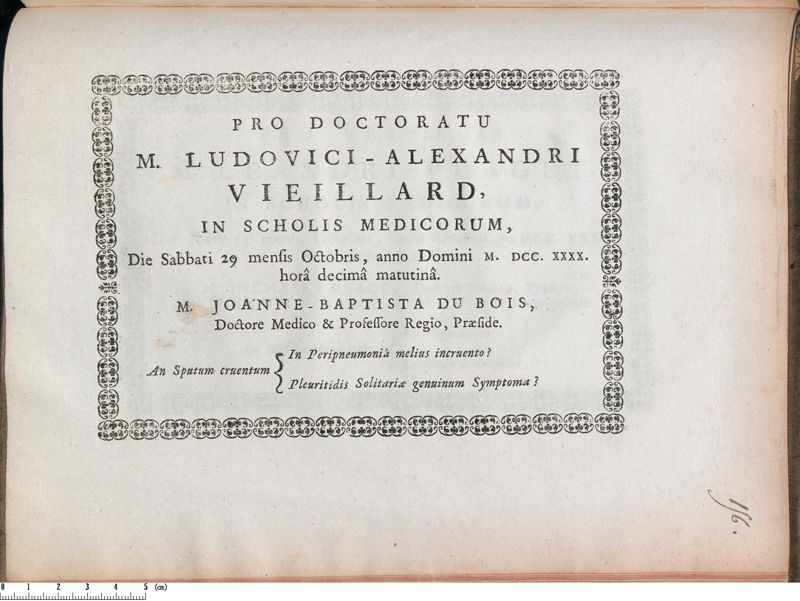 PRO DOCTORATU
M. LUDOVICI-ALEXANDRI
VIEILLARD,
IN SCHOLIS MEDICORUM,
Die Sabbati 29 mensis Octobris, anno Domini M. DCC. XXXX.
horâ decimâ matutinâ.
M. JOANNE-BAPTISTA DU BOIS,
Doctore Medico & Professore Regio, Præside.
An Sputum cruentum { In Peripneumoniâ melius incruento?
Pleuritidis Solitariæ genuinum Symptoma?
156.
0 1 2 3 4 5 (cm)